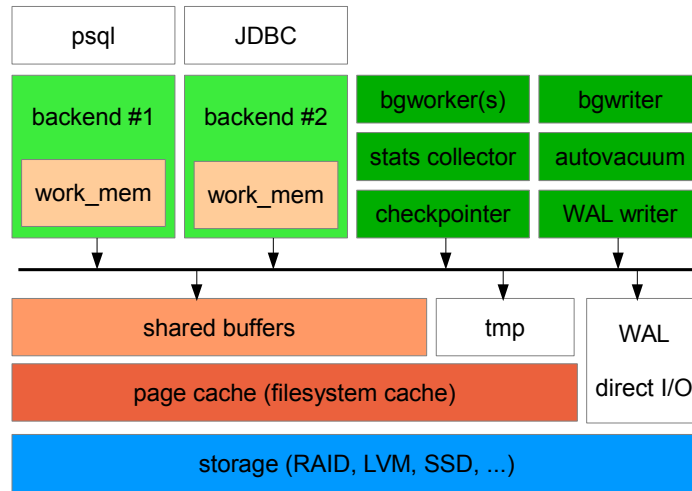 psql
JDBC
backend #1
backend #2
bgworker(s)
bgwriter
stats collector
autovacuum
work_mem
work_mem
checkpointer
WAL writer
shared buffers
tmp
WAL
page cache (filesystem cache)
direct I/O
storage (RAID, LVM, SSD, ...)